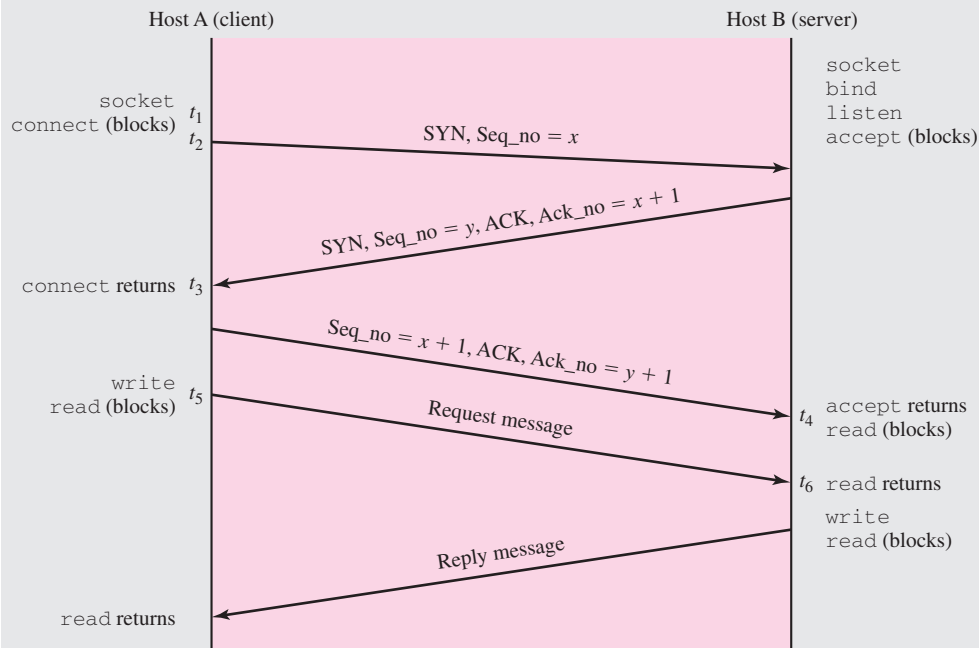 Host A (client)
Host B (server)
socket
bind
listen
accept (blocks)
socket
connect (blocks)
t1
t2
SYN, Seq_no = x
SYN, Seq_no = y, ACK, Ack_no = x + 1
connect returns t3
Seq_no = x + 1, ACK, Ack_no = y + 1
write
read (blocks)
t5
t4
accept returns
read (blocks)
Request message
t6 read returns
write
read (blocks)
Reply message
read returns